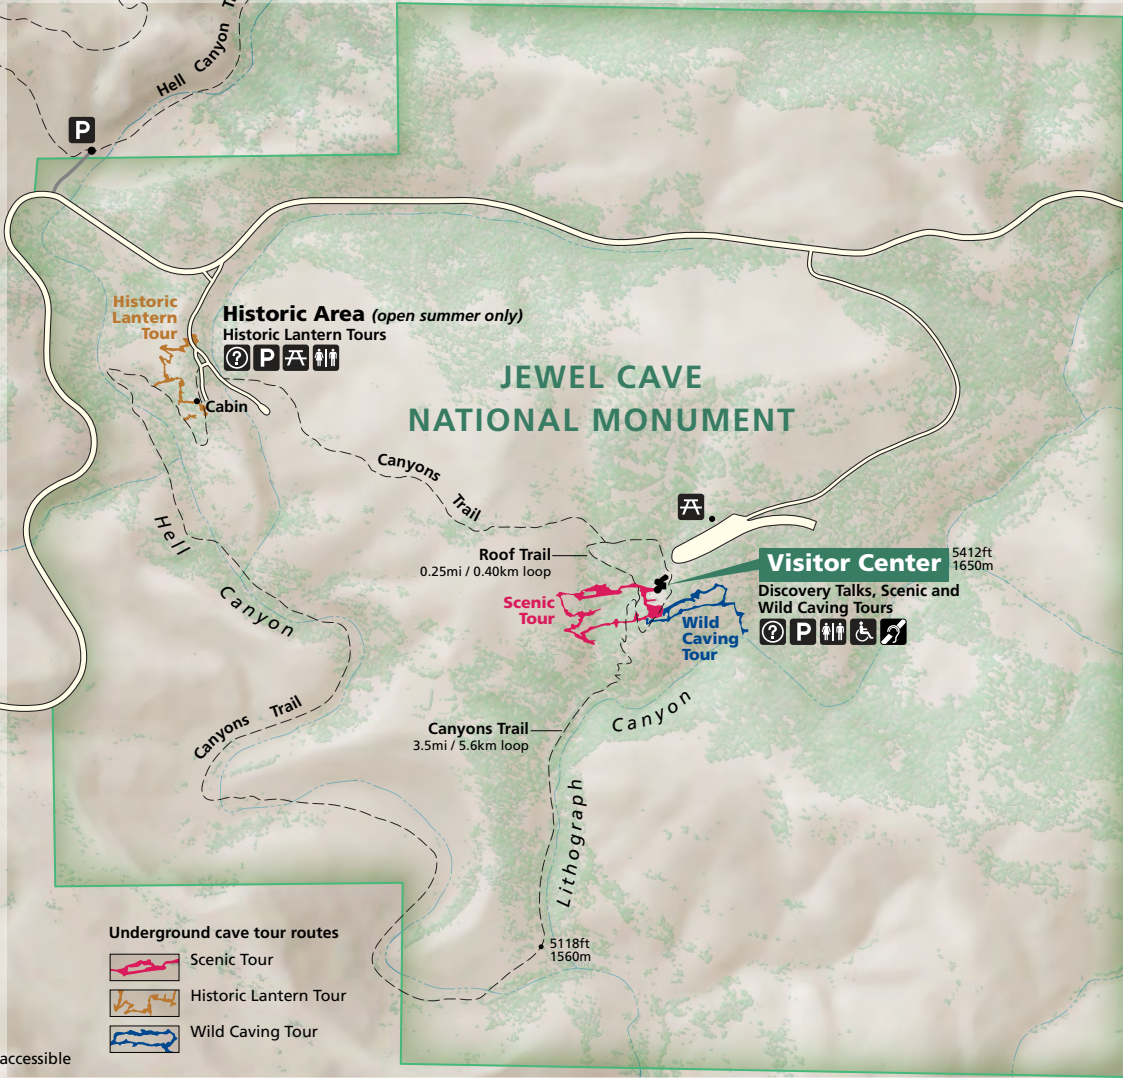 Hell Canyon
P
Historic
Lantern
Tour
Historic Area (open summer only)
Historic Lantern Tours
? P
Cabin
JEWEL CAVE
NATIONAL MONUMENT
Canyons Trail
Hell Canyon
Roof Trail
0.25mi / 0.40km loop
Scenic
Tour
Visitor Center
5412ft
1650m
Discovery Talks, Scenic and
Wild Caving Tours
? P
Wild
Caving
Tour
Canyons Trail
Canyons Trail
3.5mi / 5.6km loop
Lithograph Canyon
5118ft
1560m
Underground cave tour routes
Scenic Tour
Historic Lantern Tour
Wild Caving Tour
accessible